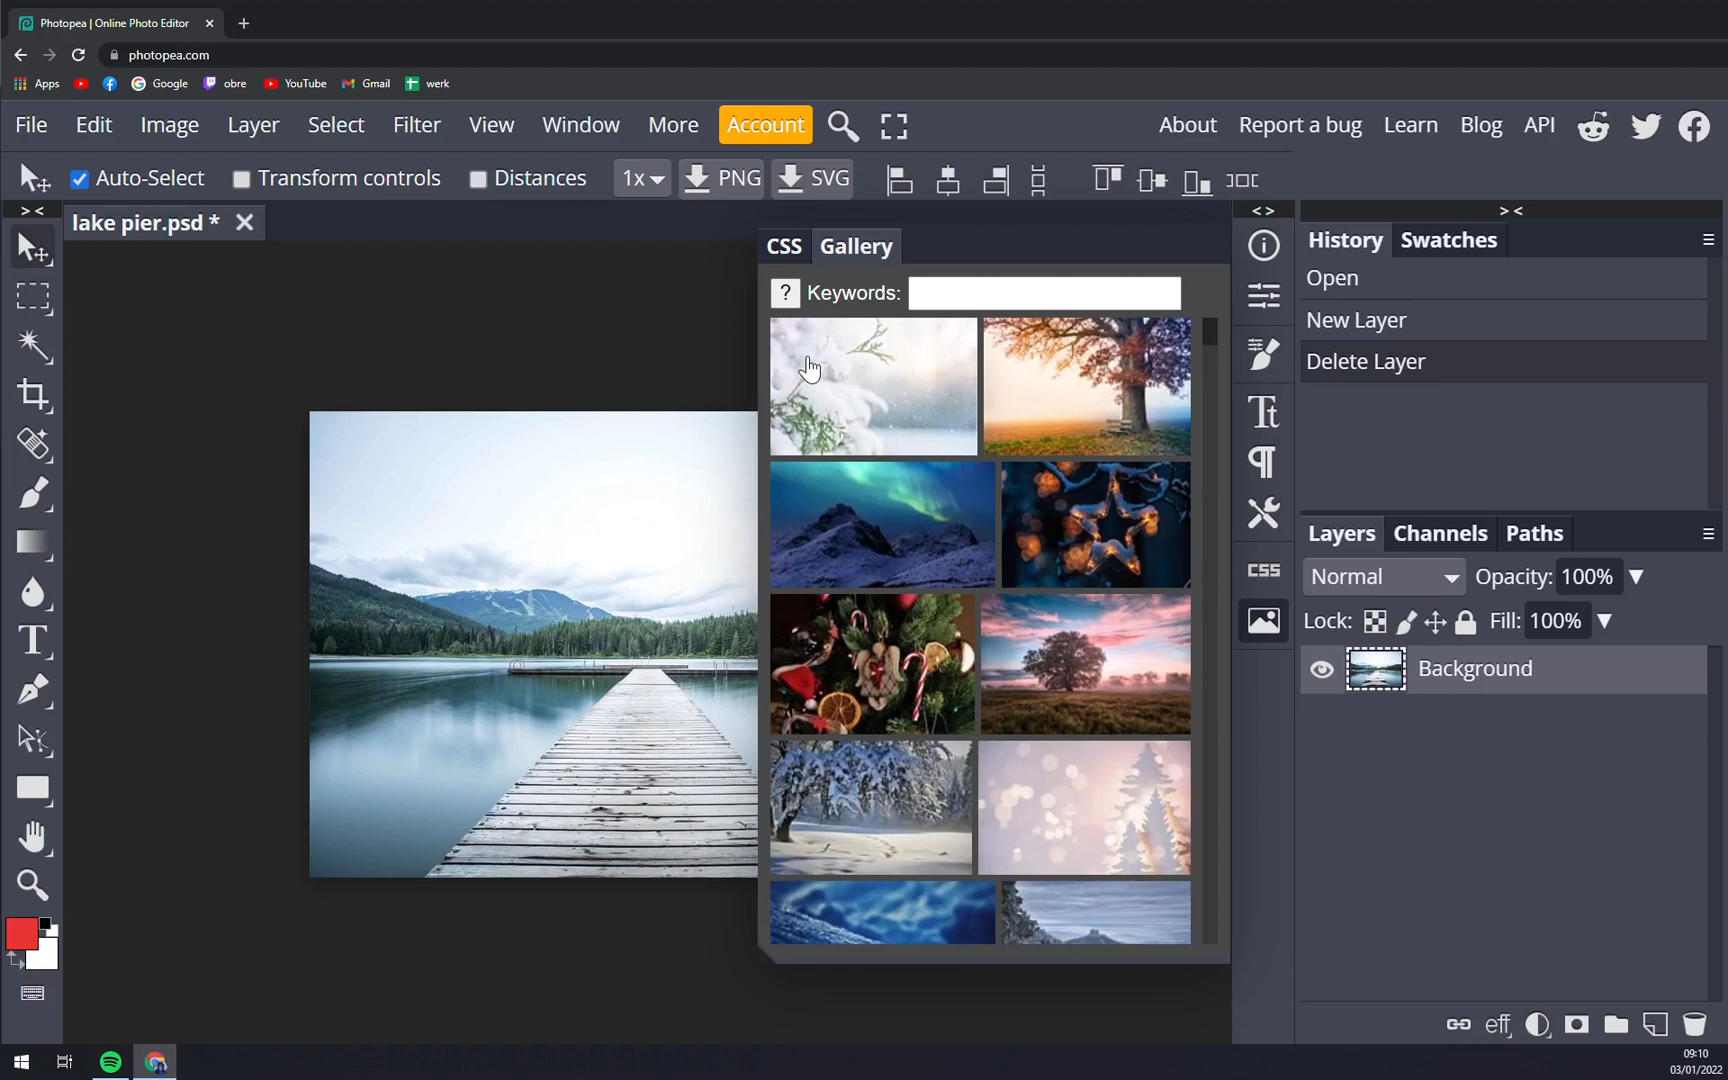 Photopea | Online Photo Editor
photopea.com
Apps Google obre YouTube Gmail werk
File Edit Image Layer Select Filter View Window More Account About Report a bug Learn Blog API
Auto-Select Transform controls Distances 1x PNG SVG
> < < > > <
lake pier.psd *
CSS Gallery
? Keywords:
History Swatches
Open
New Layer
Delete Layer
Tt
CSS
Layers Channels Paths
Normal Opacity: 100%
Lock: Fill: 100%
Background
T
eff
09:10
03/01/2022